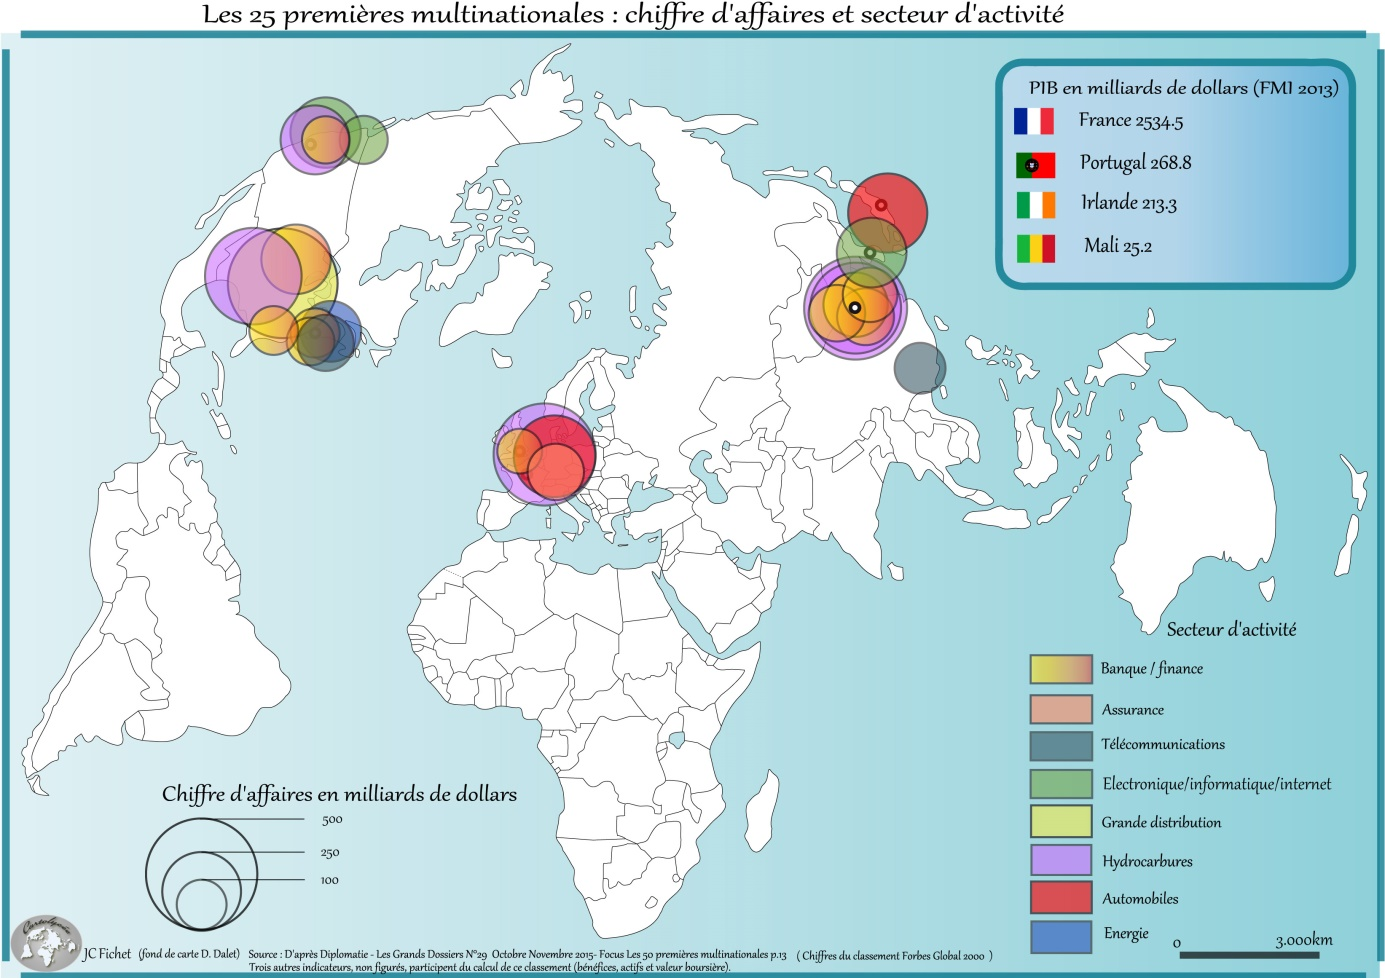 Les 25 premières multinationales : chiffre d'affaires et secteur d'activité
PIB en milliards de dollars (FMI 2013)
France 2534.5
Portugal 268.8
Irlande 213.3
Mali 25.2
Secteur d'activité
Banque / finance
Assurance
Télécommunications
Electronique/informatique/internet
Grande distribution
Hydrocarbures
Automobiles
Energie
Chiffre d'affaires en milliards de dollars
500
250
100
0 3.000km
JC Fichet (fond de carte D. Dalet) Source : D'après Diplomatie - Les Grands Dossiers N°29 Octobre Novembre 2015- Focus Les 50 premières multinationales p.13 ( Chiffres du classement Forbes Global 2000 )
Trois autres indicateurs, non figurés, participent du calcul de ce classement (bénéfices, actifs et valeur boursière).